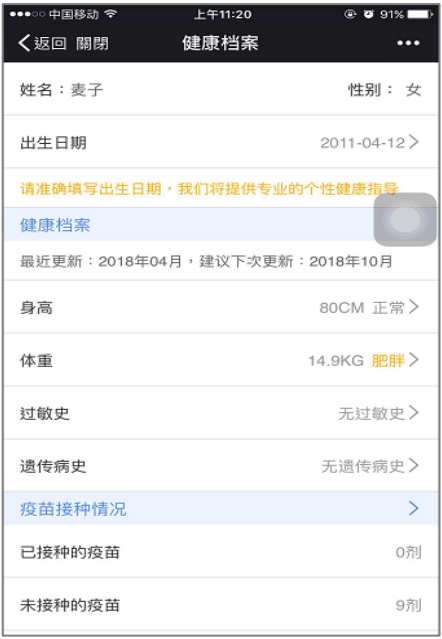 中国移动 上午11:20 91%
返回 關閉 健康档案
姓名：麦子 性别： 女
出生日期 2011-04-12
请准确填写出生日期，我们将提供专业的个性健康指导
健康档案
最近更新：2018年04月，建议下次更新：2018年10月
身高 80CM 正常
体重 14.9KG 肥胖
过敏史 无过敏史
遗传病史 无遗传病史
疫苗接种情况
已接种的疫苗 0剂
未接种的疫苗 9剂